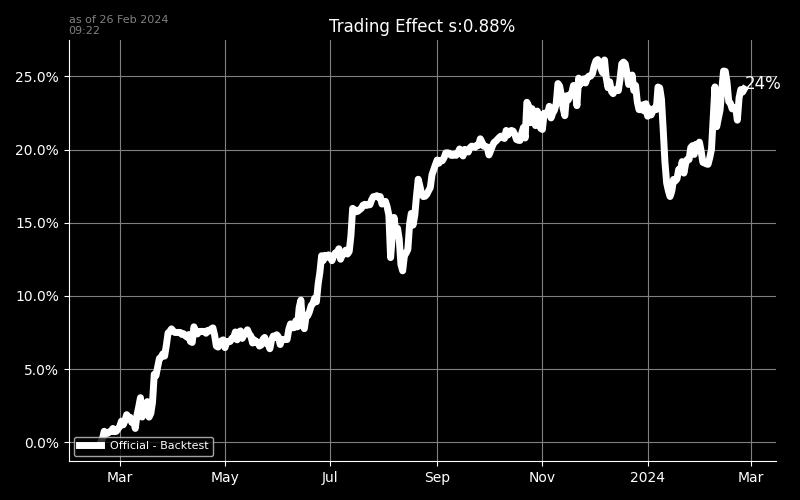 as of 26 Feb 2024
09:22
Trading Effect s:0.88%
25.0%
20.0%
15.0%
10.0%
5.0%
0.0%
24%
Official - Backtest
Mar
May
Jul
Sep
Nov
2024
Mar